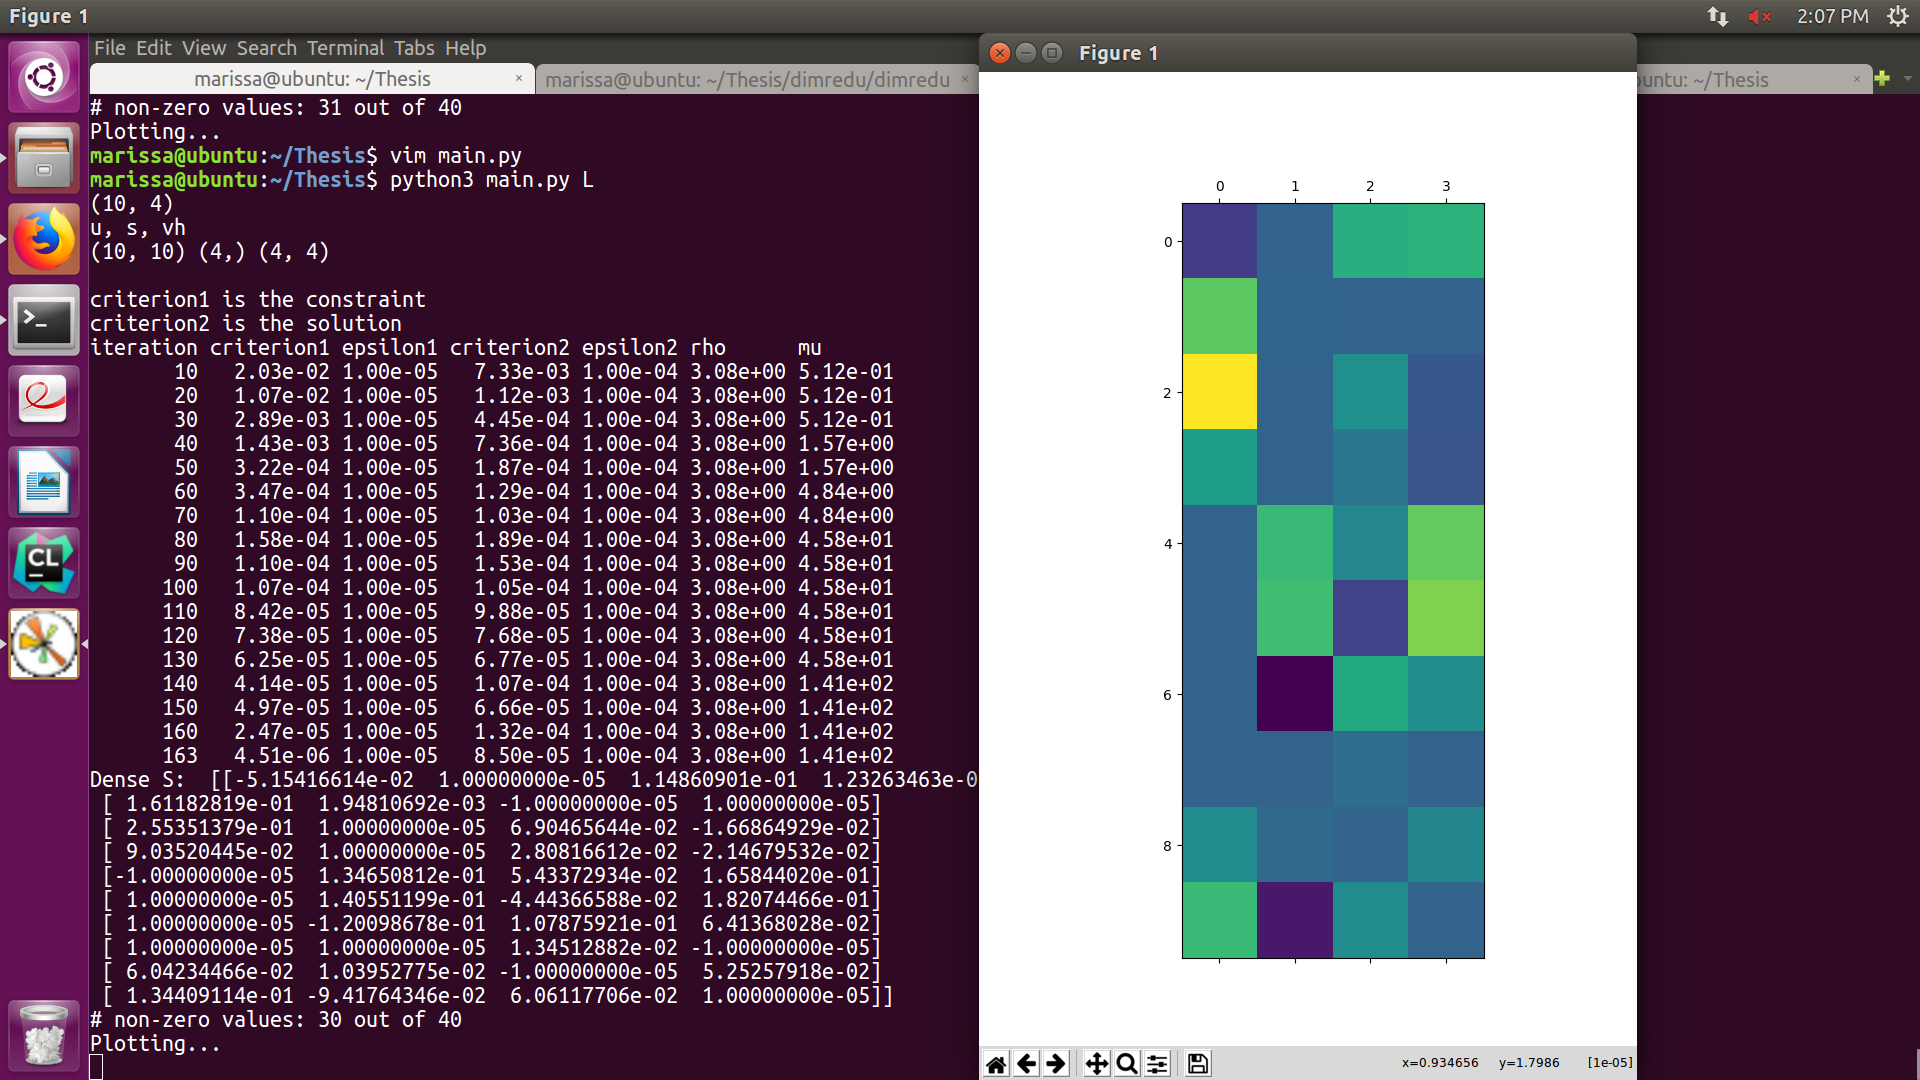 Figure 1
2:07 PM
File Edit View Search Terminal Tabs Help
marissa@ubuntu: ~/Thesis ×
marissa@ubuntu: ~/Thesis/dimredu/dimredu ×
buntu: ~/Thesis ×
# non-zero values: 31 out of 40
Plotting...
marissa@ubuntu:~/Thesis$ vim main.py
marissa@ubuntu:~/Thesis$ python3 main.py L
(10, 4)
u, s, vh
(10, 10) (4,) (4, 4)
criterion1 is the constraint
criterion2 is the solution
iteration criterion1 epsilon1 criterion2 epsilon2 rho mu
10 2.03e-02 1.00e-05 7.33e-03 1.00e-04 3.08e+00 5.12e-01
20 1.07e-02 1.00e-05 1.12e-03 1.00e-04 3.08e+00 5.12e-01
30 2.89e-03 1.00e-05 4.45e-04 1.00e-04 3.08e+00 5.12e-01
40 1.43e-03 1.00e-05 7.36e-04 1.00e-04 3.08e+00 1.57e+00
50 3.22e-04 1.00e-05 1.87e-04 1.00e-04 3.08e+00 1.57e+00
60 3.47e-04 1.00e-05 1.29e-04 1.00e-04 3.08e+00 4.84e+00
70 1.10e-04 1.00e-05 1.03e-04 1.00e-04 3.08e+00 4.84e+00
80 1.58e-04 1.00e-05 1.89e-04 1.00e-04 3.08e+00 4.58e+01
90 1.10e-04 1.00e-05 1.53e-04 1.00e-04 3.08e+00 4.58e+01
100 1.07e-04 1.00e-05 1.05e-04 1.00e-04 3.08e+00 4.58e+01
110 8.42e-05 1.00e-05 9.88e-05 1.00e-04 3.08e+00 4.58e+01
120 7.38e-05 1.00e-05 7.68e-05 1.00e-04 3.08e+00 4.58e+01
130 6.25e-05 1.00e-05 6.77e-05 1.00e-04 3.08e+00 4.58e+01
140 4.14e-05 1.00e-05 1.07e-04 1.00e-04 3.08e+00 1.41e+02
150 4.97e-05 1.00e-05 6.66e-05 1.00e-04 3.08e+00 1.41e+02
160 2.47e-05 1.00e-05 1.32e-04 1.00e-04 3.08e+00 1.41e+02
163 4.51e-06 1.00e-05 8.50e-05 1.00e-04 3.08e+00 1.41e+02
Dense S: [[-5.15416614e-02 1.00000000e-05 1.14860901e-01 1.23263463e-0
[ 1.61182819e-01 1.94810692e-03 -1.00000000e-05 1.00000000e-05]
[ 2.55351379e-01 1.00000000e-05 6.90465644e-02 -1.66864929e-02]
[ 9.03520445e-02 1.00000000e-05 2.80816612e-02 -2.14679532e-02]
[-1.00000000e-05 1.34650812e-01 5.43372934e-02 1.65844020e-01]
[ 1.00000000e-05 1.40551199e-01 -4.44366588e-02 1.82074466e-01]
[ 1.00000000e-05 -1.20098678e-01 1.07875921e-01 6.41368028e-02]
[ 1.00000000e-05 1.00000000e-05 1.34512882e-02 -1.00000000e-05]
[ 6.04234466e-02 1.03952775e-02 -1.00000000e-05 5.25257918e-02]
[ 1.34409114e-01 -9.41764346e-02 6.06117706e-02 1.00000000e-05]]
# non-zero values: 30 out of 40
Plotting...
Figure 1
0 1 2 3
0
2
4
6
8
x=0.934656 y=1.7986 [1e-05]
CL
>_